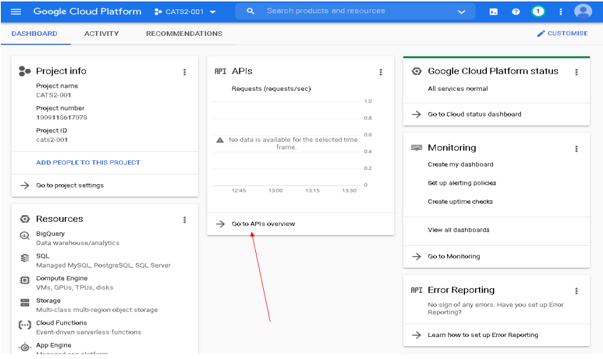 Google Cloud Platform
CATS2-001
Search products and resources
1
DASHBOARD
ACTIVITY
RECOMMENDATIONS
CUSTOMISE
Project info
Project name
CATS2-001
Project number
1099118617078
Project ID
cats2-001
ADD PEOPLE TO THIS PROJECT
Go to project settings
Resources
BigQuery
Data warehouse/analytics
SQL
Managed MySQL, PostgreSQL, SQL Server
Compute Engine
VMs, GPUs, TPUs, disks
Storage
Multi-class multi-region object storage
Cloud Functions
Event-driven serverless functions
App Engine
Managed app platform
API APIs
Requests (requests/sec)
1.0
0.8
0.6
No data is available for the selected time
frame.
0.4
0.2
0
12:45 13:00 13:15 13:30
Go to APIs overview
Google Cloud Platform status
All services normal
Go to Cloud status dashboard
Monitoring
Create my dashboard
Set up alerting policies
Create uptime checks
View all dashboards
Go to Monitoring
Error Reporting
No sign of any errors. Have you set up Error
Reporting?
Learn how to set up Error Reporting